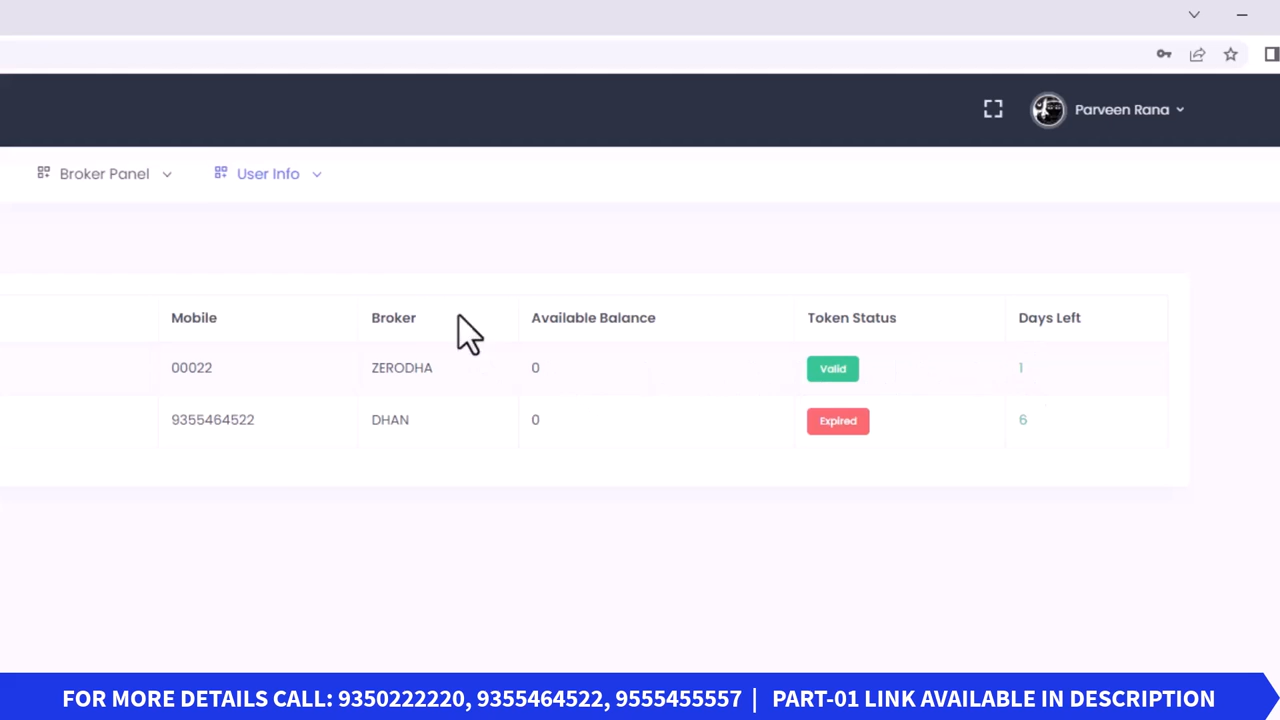 Parveen Rana
Broker Panel User Info
Mobile Broker Available Balance Token Status Days Left
00022 ZERODHA 0 Valid 1
9355464522 DHAN 0 Expired 6
FOR MORE DETAILS CALL: 9350222220, 9355464522, 9555455557 | PART-01 LINK AVAILABLE IN DESCRIPTION